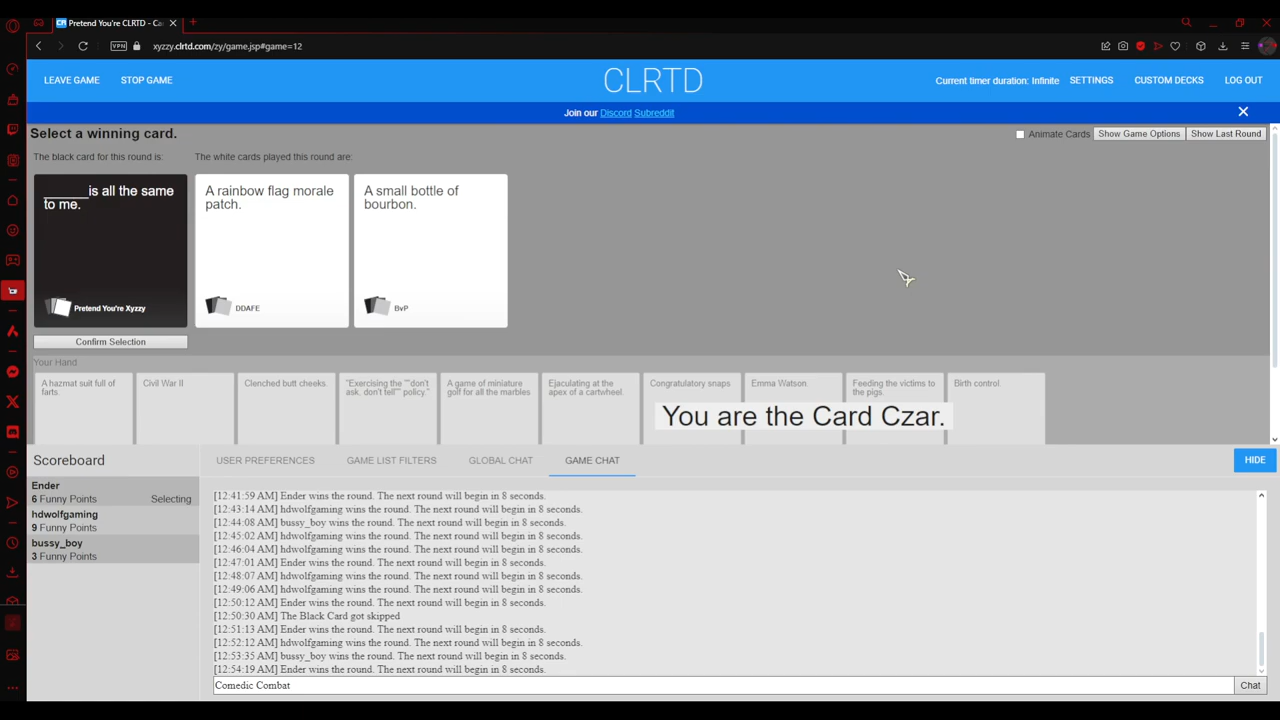 Pretend You're CLRTD - Ca
VPN
xyzzy.clrtd.com/zy/game.jsp#game=12
LEAVE GAME
STOP GAME
CLRTD
Current timer duration: Infinite
SETTINGS
CUSTOM DECKS
LOG OUT
Join our Discord Subreddit
Select a winning card.
Animate Cards
Show Game Options
Show Last Round
The black card for this round is:
The white cards played this round are:
______is all the same
to me.
Pretend You're Xyzzy
A rainbow flag morale
patch.
DDAFE
A small bottle of
bourbon.
BvP
Confirm Selection
Your Hand
A hazmat suit full of
farts.
Civil War II
Clenched butt cheeks.
"Exercising the ""don't
ask, don't tell"" policy."
A game of miniature
golf for all the marbles
Ejaculating at the
apex of a cartwheel.
Congratulatory snaps
Emma Watson.
Feeding the victims to
the pigs.
Birth control.
You are the Card Czar.
Scoreboard
USER PREFERENCES
GAME LIST FILTERS
GLOBAL CHAT
GAME CHAT
HIDE
Ender
6 Funny Points
Selecting
hdwolfgaming
9 Funny Points
bussy_boy
3 Funny Points
[12:41:59 AM] Ender wins the round. The next round will begin in 8 seconds.
[12:43:14 AM] hdwolfgaming wins the round. The next round will begin in 8 seconds.
[12:44:08 AM] bussy_boy wins the round. The next round will begin in 8 seconds.
[12:45:02 AM] hdwolfgaming wins the round. The next round will begin in 8 seconds.
[12:46:04 AM] hdwolfgaming wins the round. The next round will begin in 8 seconds.
[12:47:01 AM] Ender wins the round. The next round will begin in 8 seconds.
[12:48:07 AM] hdwolfgaming wins the round. The next round will begin in 8 seconds.
[12:49:06 AM] hdwolfgaming wins the round. The next round will begin in 8 seconds.
[12:50:12 AM] Ender wins the round. The next round will begin in 8 seconds.
[12:50:30 AM] The Black Card got skipped
[12:51:13 AM] Ender wins the round. The next round will begin in 8 seconds.
[12:52:12 AM] hdwolfgaming wins the round. The next round will begin in 8 seconds.
[12:53:35 AM] bussy_boy wins the round. The next round will begin in 8 seconds.
[12:54:19 AM] Ender wins the round. The next round will begin in 8 seconds.
Comedic Combat
Chat